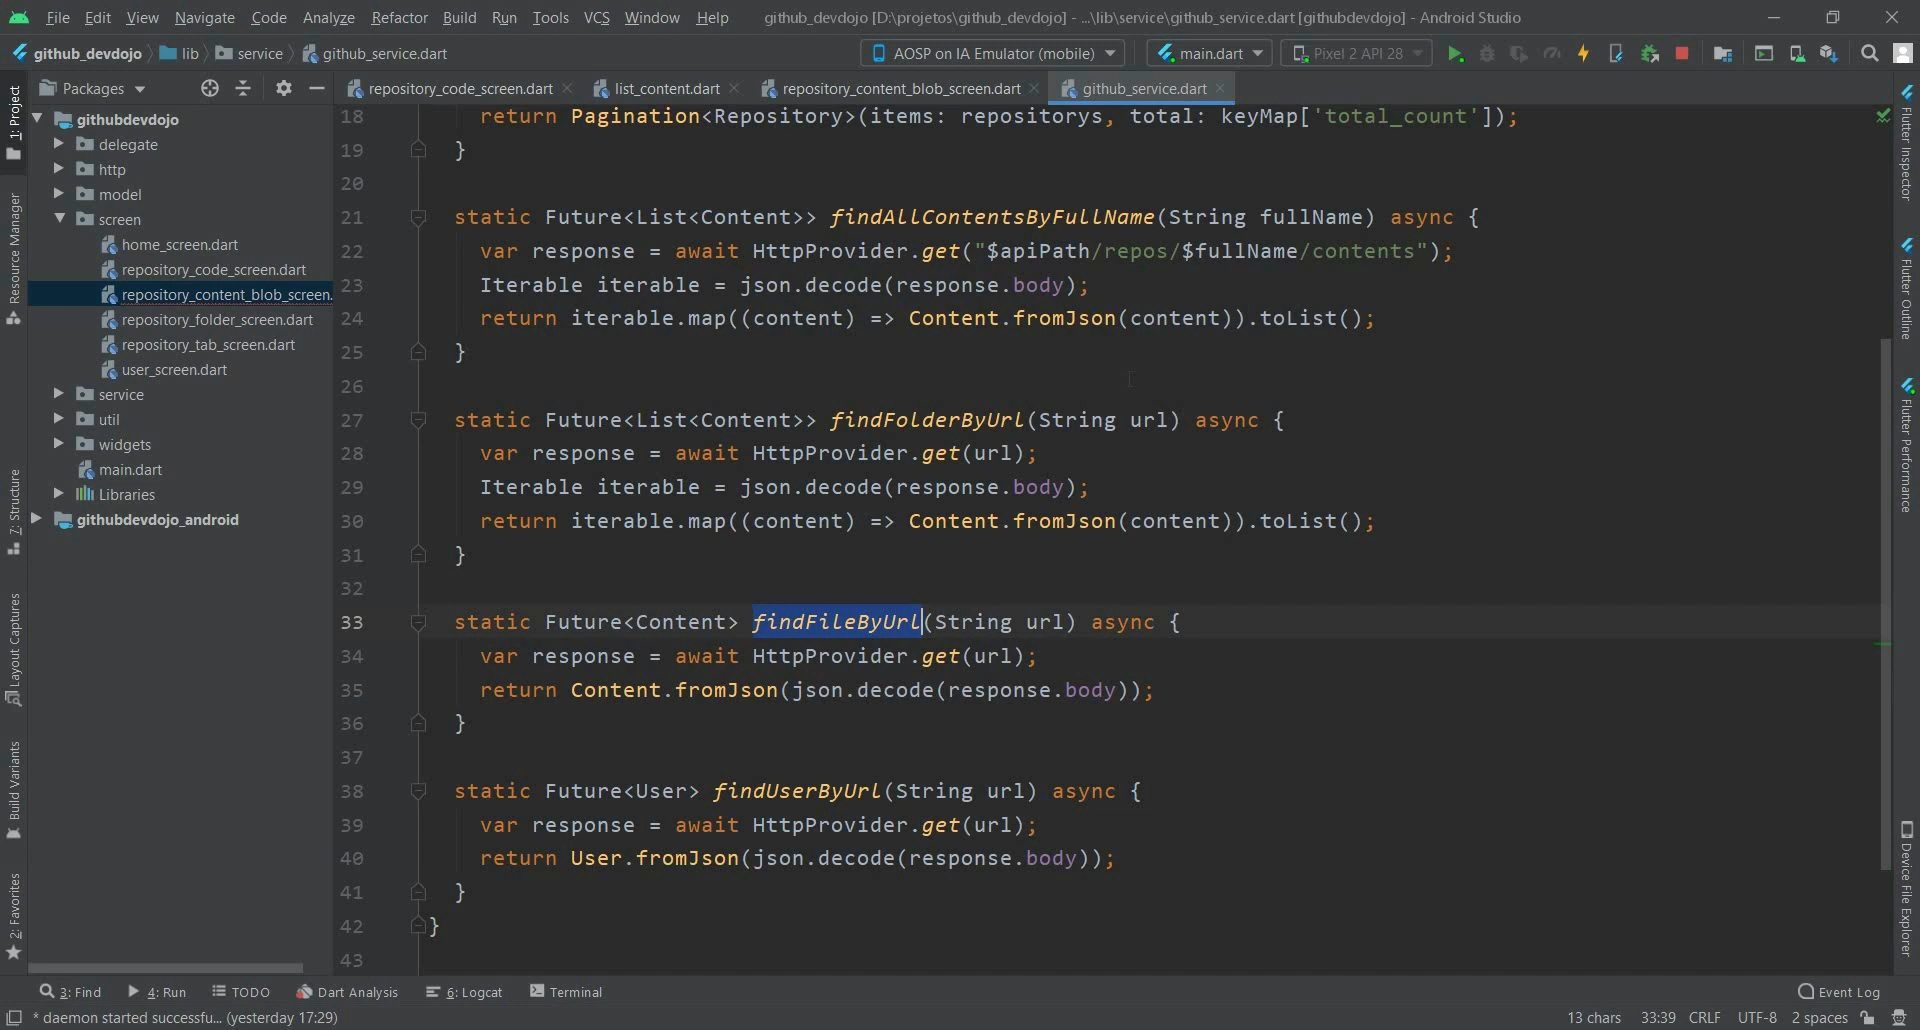 File Edit View Navigate Code Analyze Refactor Build Run Tools VCS Window Help github_devdojo [D:\projetos\github_devdojo] - ...\lib\service\github_service.dart [githubdevdojo] - Android Studio
github_devdojo lib service github_service.dart AOSP on IA Emulator (mobile) main.dart Pixel 2 API 28
Packages repository_code_screen.dart list_content.dart repository_content_blob_screen.dart github_service.dart
1: Project
Resource Manager
7: Structure
Layout Captures
Build Variants
2: Favorites
githubdevdojo
delegate
http
model
screen
home_screen.dart
repository_code_screen.dart
repository_content_blob_screen.
repository_folder_screen.dart
repository_tab_screen.dart
user_screen.dart
service
util
widgets
main.dart
Libraries
githubdevdojo_android
18 return Pagination<Repository>(items: repositorys, total: keyMap['total_count']);
19 }
20
21 static Future<List<Content>> findAllContentsByFullName(String fullName) async {
22 var response = await HttpProvider.get("$apiPath/repos/$fullName/contents");
23 Iterable iterable = json.decode(response.body);
24 return iterable.map((content) => Content.fromJson(content)).toList();
25 }
26
27 static Future<List<Content>> findFolderByUrl(String url) async {
28 var response = await HttpProvider.get(url);
29 Iterable iterable = json.decode(response.body);
30 return iterable.map((content) => Content.fromJson(content)).toList();
31 }
32
33 static Future<Content> findFileByUrl(String url) async {
34 var response = await HttpProvider.get(url);
35 return Content.fromJson(json.decode(response.body));
36 }
37
38 static Future<User> findUserByUrl(String url) async {
39 var response = await HttpProvider.get(url);
40 return User.fromJson(json.decode(response.body));
41 }
42 }
43
Flutter Inspector
Flutter Outline
Flutter Performance
Device File Explorer
3: Find 4: Run TODO Dart Analysis 6: Logcat Terminal Event Log
* daemon started successfu... (yesterday 17:29) 13 chars 33:39 CRLF UTF-8 2 spaces